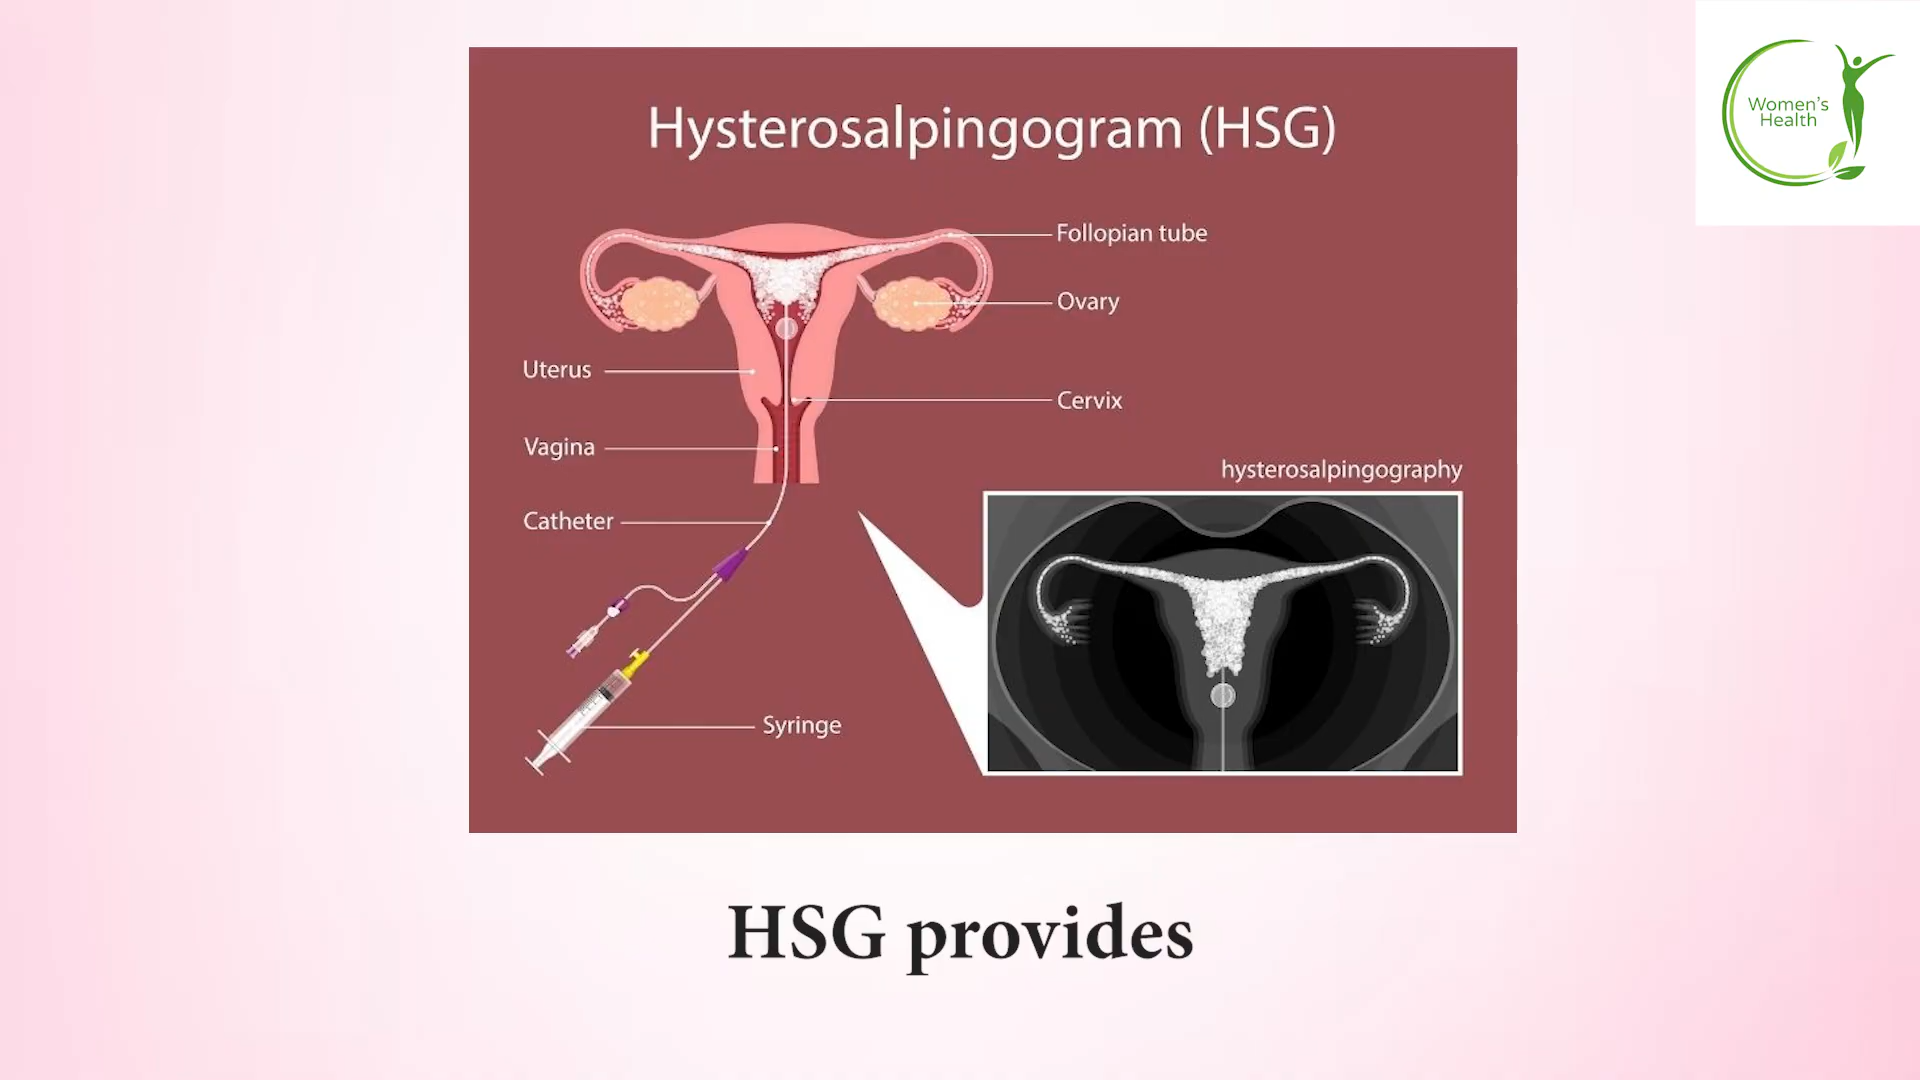 Women's
Health
Hysterosalpingogram (HSG)
Follopian tube
Ovary
Uterus
Cervix
Vagina
hysterosalpingography
Catheter
Syringe
HSG provides